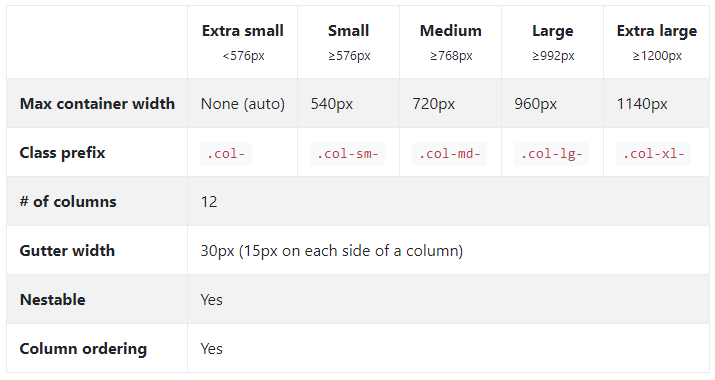 Extra small Small Medium Large Extra large
<576px ≥576px ≥768px ≥992px ≥1200px
Max container width None (auto) 540px 720px 960px 1140px
Class prefix .col- .col-sm- .col-md- .col-lg- .col-xl-
# of columns 12
Gutter width 30px (15px on each side of a column)
Nestable Yes
Column ordering Yes